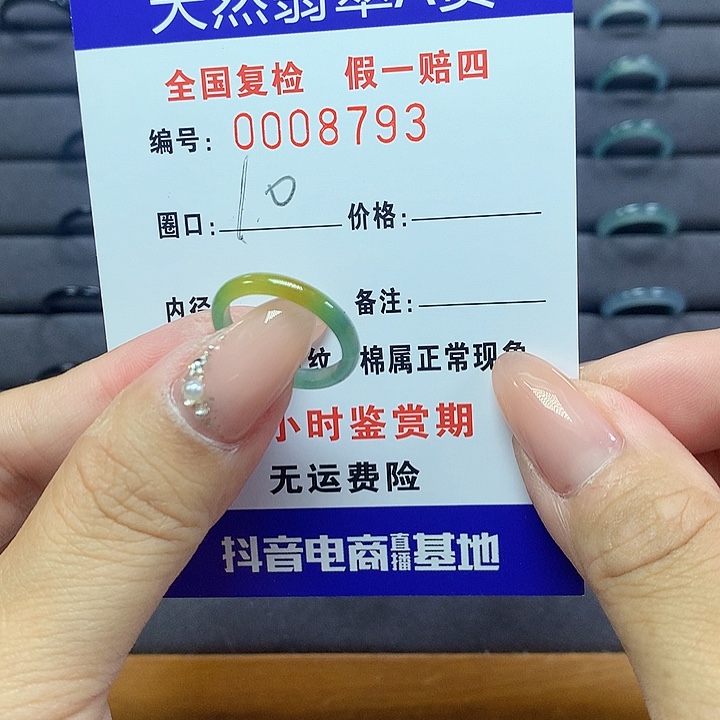 天然翡翠A货
全国复检 假一赔四
编号: 0008793
圈口: 1.0 价格:
内径 备注:
纹 棉属正常现象
小时鉴赏期
无运费险
抖音电商直播基地